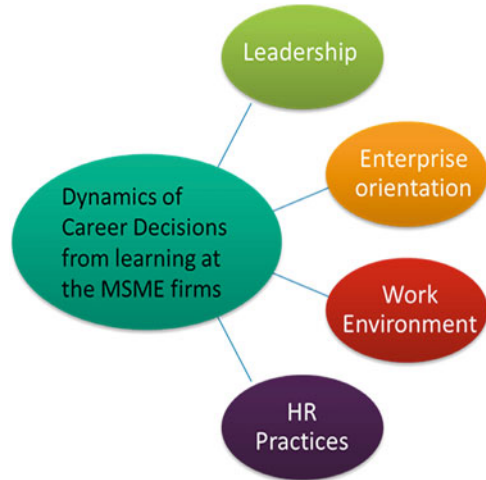 Leadership
Enterprise
orientation
Dynamics of
Career Decisions
from learning at
the MSME firms
Work
Environment
HR
Practices